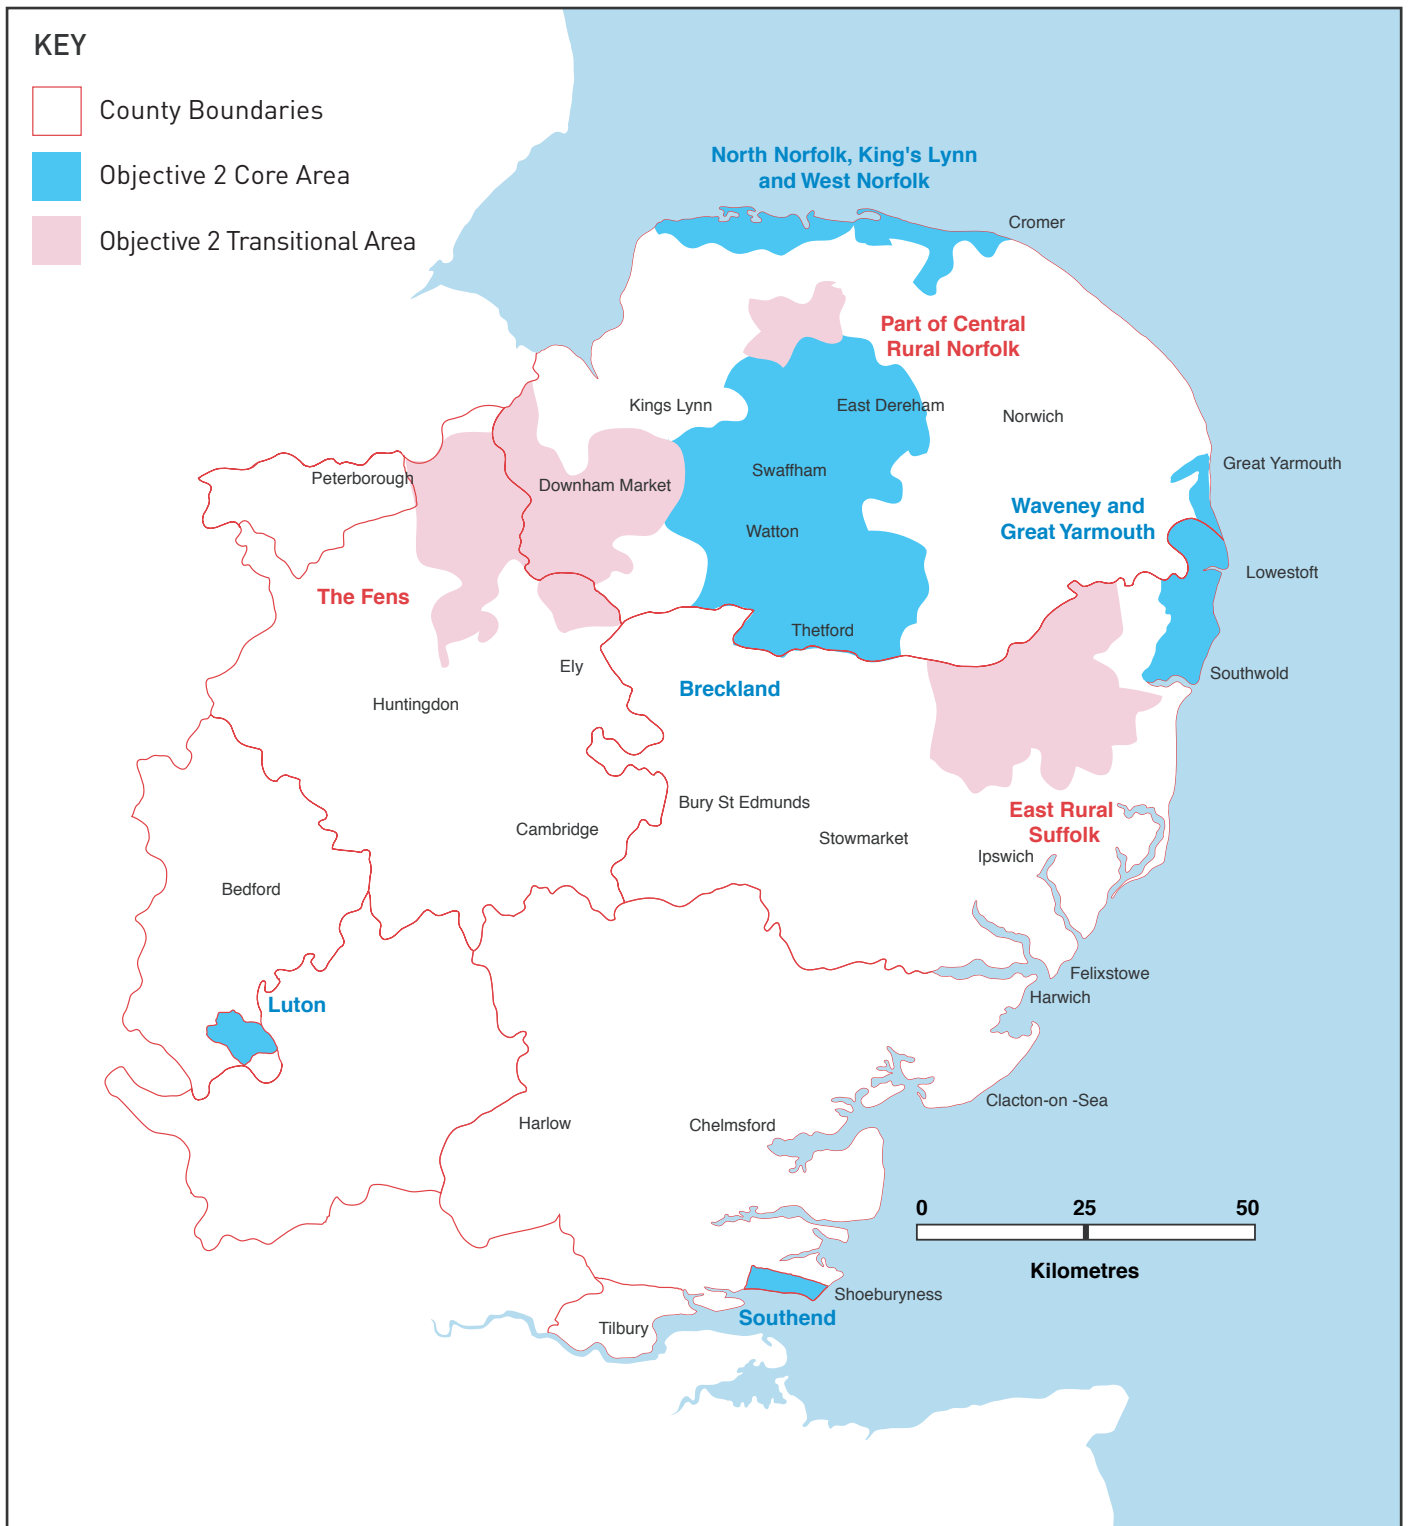 KEY
County Boundaries
Objective 2 Core Area
Objective 2 Transitional Area
North Norfolk, King's Lynn
and West Norfolk
Cromer
Part of Central
Rural Norfolk
Kings Lynn
East Dereham
Norwich
Great Yarmouth
Peterborough
Downham Market
Swaffham
Waveney and
Great Yarmouth
Watton
Lowestoft
The Fens
Thetford
Ely
Southwold
Breckland
Huntingdon
Bury St Edmunds
East Rural
Suffolk
Cambridge
Stowmarket
Ipswich
Bedford
Felixstowe
Harwich
Luton
Clacton-on -Sea
Harlow
Chelmsford
0 25 50
Kilometres
Shoeburyness
Southend
Tilbury